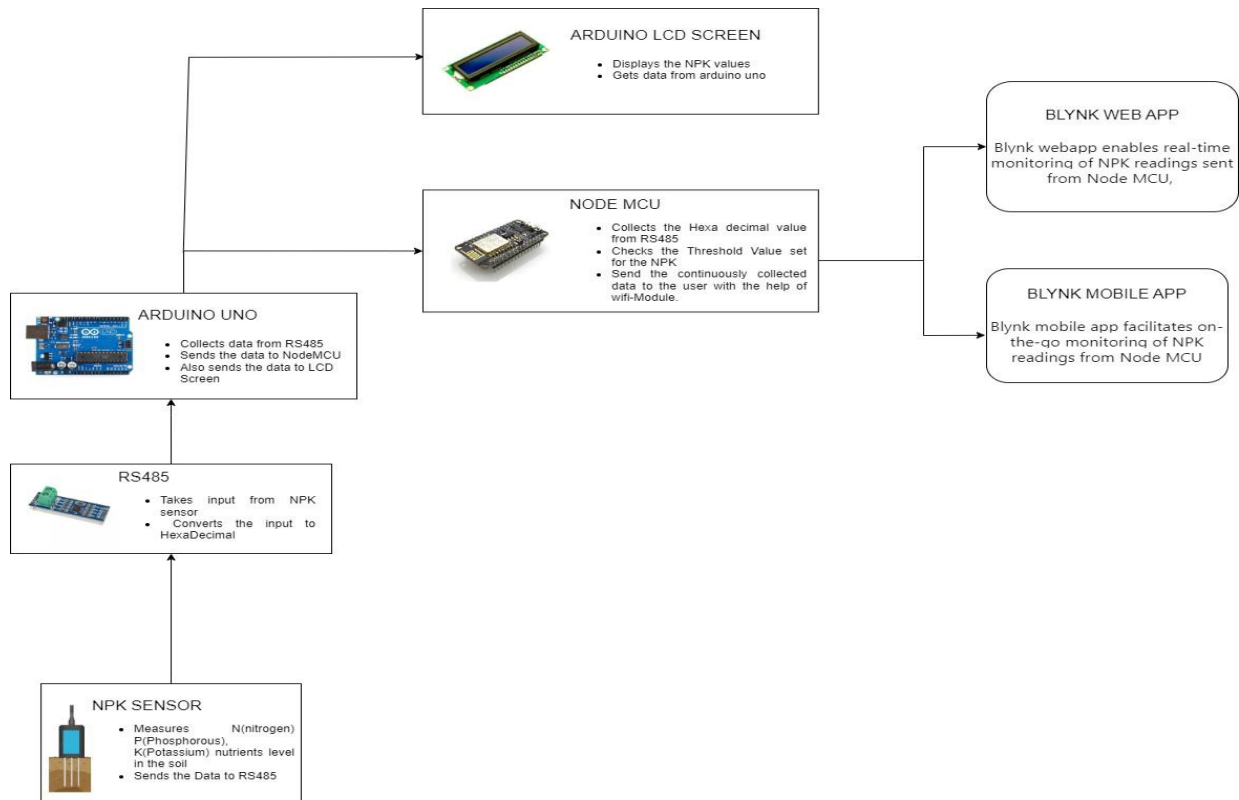 ARDUINO LCD SCREEN
• Displays the NPK values
• Gets data from arduino uno
BLYNK WEB APP
Blynk webapp enables real-time
monitoring of NPK readings sent
from Node MCU,
NODE MCU
• Collects the Hexa decimal value
from RS485
• Checks the Threshold Value set
for the NPK
• Send the continuously collected
data to the user with the help of
wifi-Module.
BLYNK MOBILE APP
Blynk mobile app facilitates on-
the-go monitoring of NPK
readings from Node MCU
ARDUINO UNO
• Collects data from RS485
• Sends the data to NodeMCU
• Also sends the data to LCD
Screen
RS485
• Takes input from NPK
sensor
• Converts the input to
HexaDecimal
NPK SENSOR
• Measures N(nitrogen)
P(Phosphorous),
K(Potassium) nutrients level
in the soil
• Sends the Data to RS485